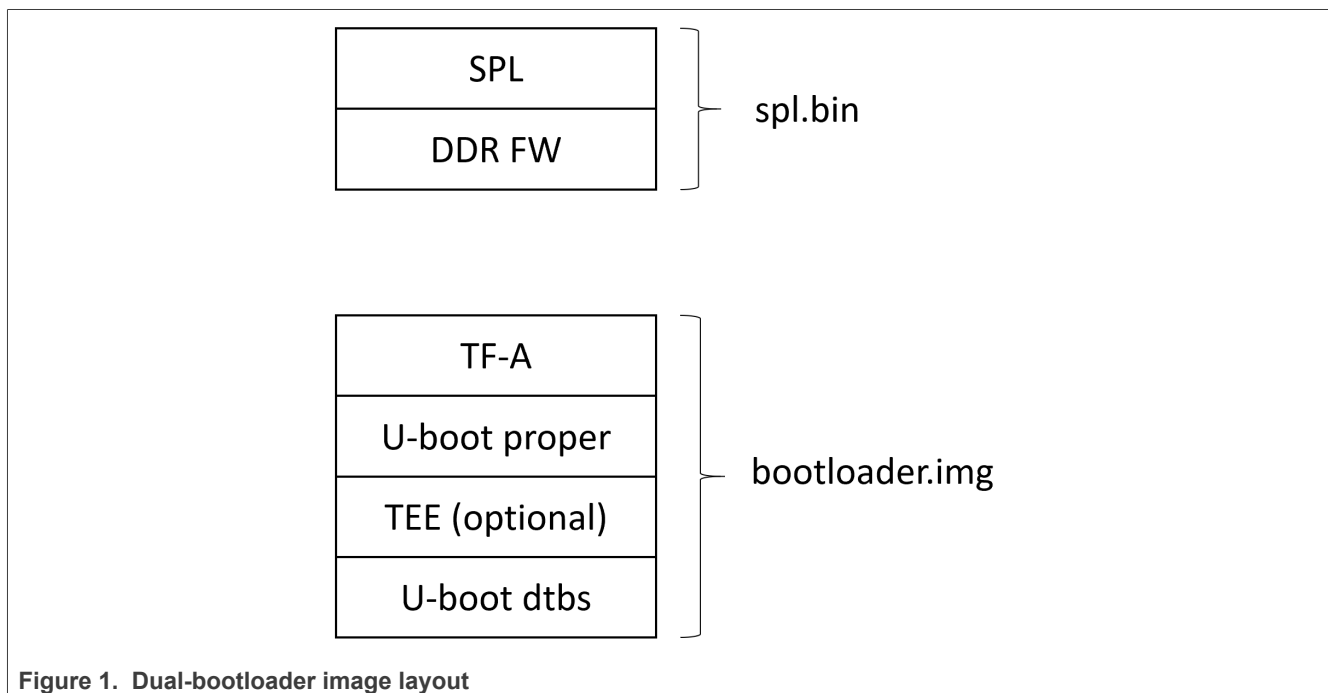 SPL
DDR FW
spl.bin
TF-A
U-boot proper
TEE (optional)
U-boot dtbs
bootloader.img
Figure 1. Dual-bootloader image layout